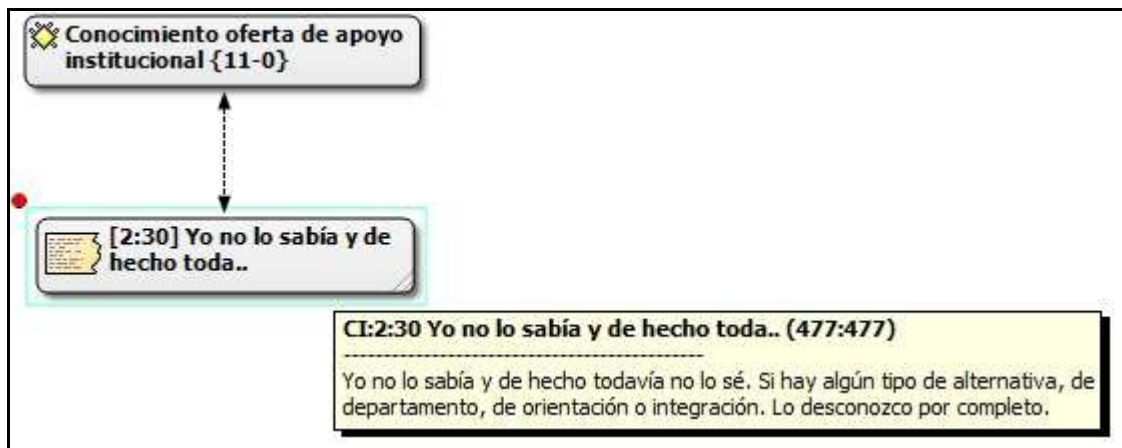 Conocimiento oferta de apoyo
institucional {11-0}
[2:30] Yo no lo sabía y de
hecho toda..
CI:2:30 Yo no lo sabía y de hecho toda.. (477:477)
--------------------------------------------
Yo no lo sabía y de hecho todavía no lo sé. Si hay algún tipo de alternativa, de
departamento, de orientación o integración. Lo desconozco por completo.